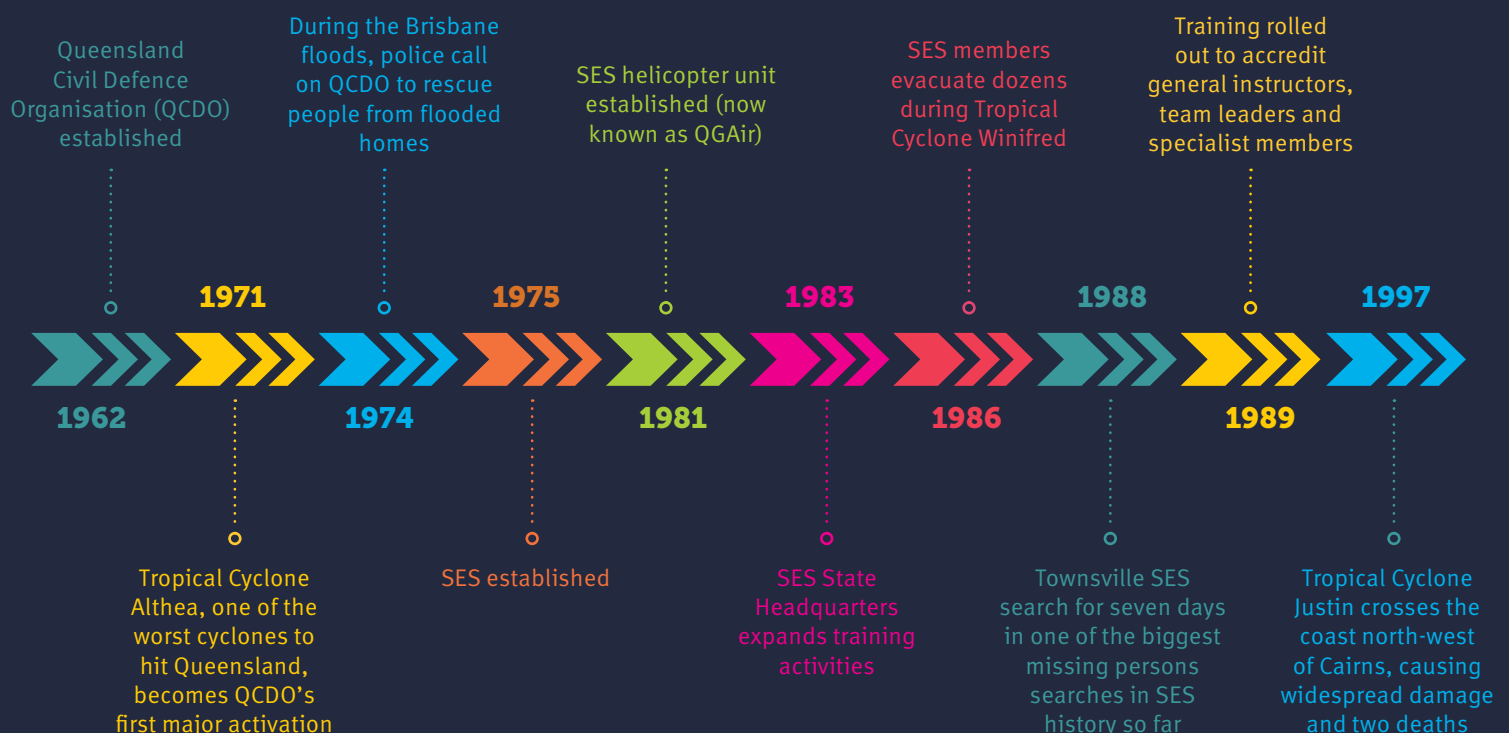 Queensland
Civil Defence
Organisation (QCDO)
established
1962
1971
Tropical Cyclone
Althea, one of the
worst cyclones to
hit Queensland,
becomes QCDO’s
first major activation
During the Brisbane
floods, police call
on QCDO to rescue
people from flooded
homes
1974
1975
SES established
SES helicopter unit
established (now
known as QGAir)
1981
1983
SES State
Headquarters
expands training
activities
SES members
evacuate dozens
during Tropical
Cyclone Winifred
1986
1988
Townsville SES
search for seven days
in one of the biggest
missing persons
searches in SES
history so far
Training rolled
out to accredit
general instructors,
team leaders and
specialist members
1989
1997
Tropical Cyclone
Justin crosses the
coast north-west
of Cairns, causing
widespread damage
and two deaths